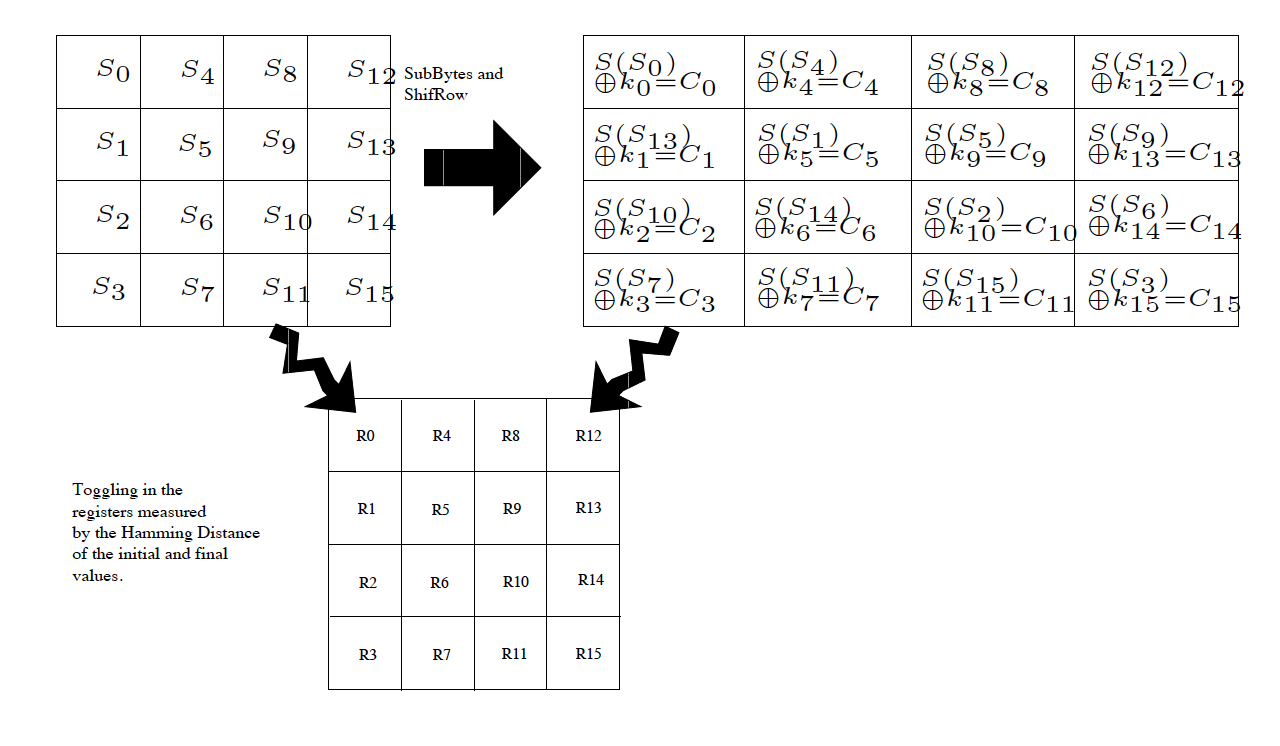 S0 S4 S8 S12
S1 S5 S9 S13
S2 S6 S10 S14
S3 S7 S11 S15
SubBytes and
ShifRow
S(S0) S(S4) S(S8) S(S12)
⊕k0=C0 ⊕k4=C4 ⊕k8=C8 ⊕k12=C12
S(S13) S(S1) S(S5) S(S9)
⊕k1=C1 ⊕k5=C5 ⊕k9=C9 ⊕k13=C13
S(S10) S(S14) S(S2) S(S6)
⊕k2=C2 ⊕k6=C6 ⊕k10=C10 ⊕k14=C14
S(S7) S(S11) S(S15) S(S3)
⊕k3=C3 ⊕k7=C7 ⊕k11=C11 ⊕k15=C15
R0 R4 R8 R12
R1 R5 R9 R13
R2 R6 R10 R14
R3 R7 R11 R15
Toggling in the
registers measured
by the Hamming Distance
of the initial and final
values.